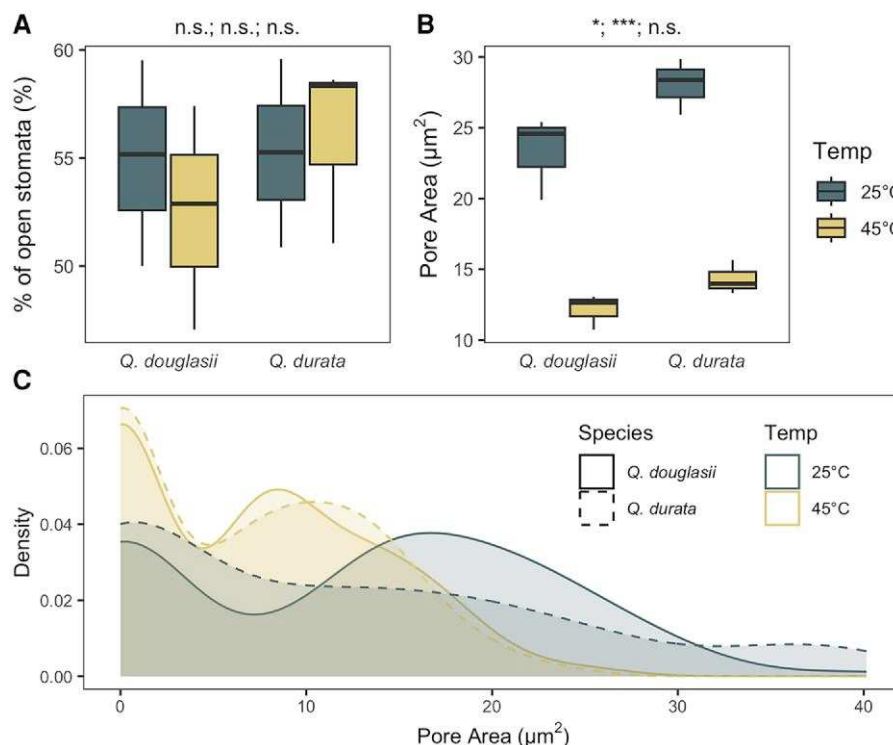 A
n.s.; n.s.; n.s.
% of open stomata (%)
60
55
50
Q. douglasii
Q. durata
B
*; ***; n.s.
Pore Area (µm²)
30
25
20
15
10
Q. douglasii
Q. durata
Temp
25°C
45°C
C
Density
0.06
0.04
0.02
0.00
Species
Q. douglasii
Q. durata
Temp
25°C
45°C
0
10
20
30
40
Pore Area (µm²)